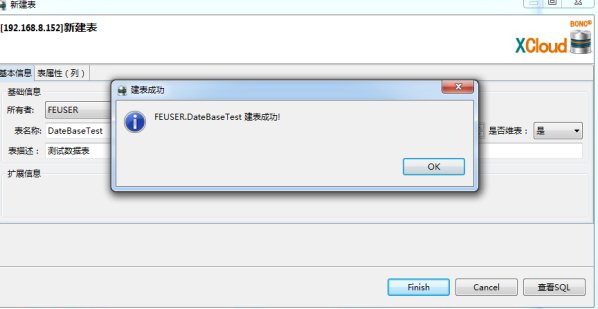 新建表
[192.168.8.152]新建表
BONC®
XCloud
基本信息 表属性（列）
基础信息
所有者: FEUSER
表名称: DateBaseTest
是否维表： 是
表描述： 测试数据表
扩展信息
建表成功
FEUSER.DateBaseTest 建表成功!
OK
Finish
Cancel
查看SQL